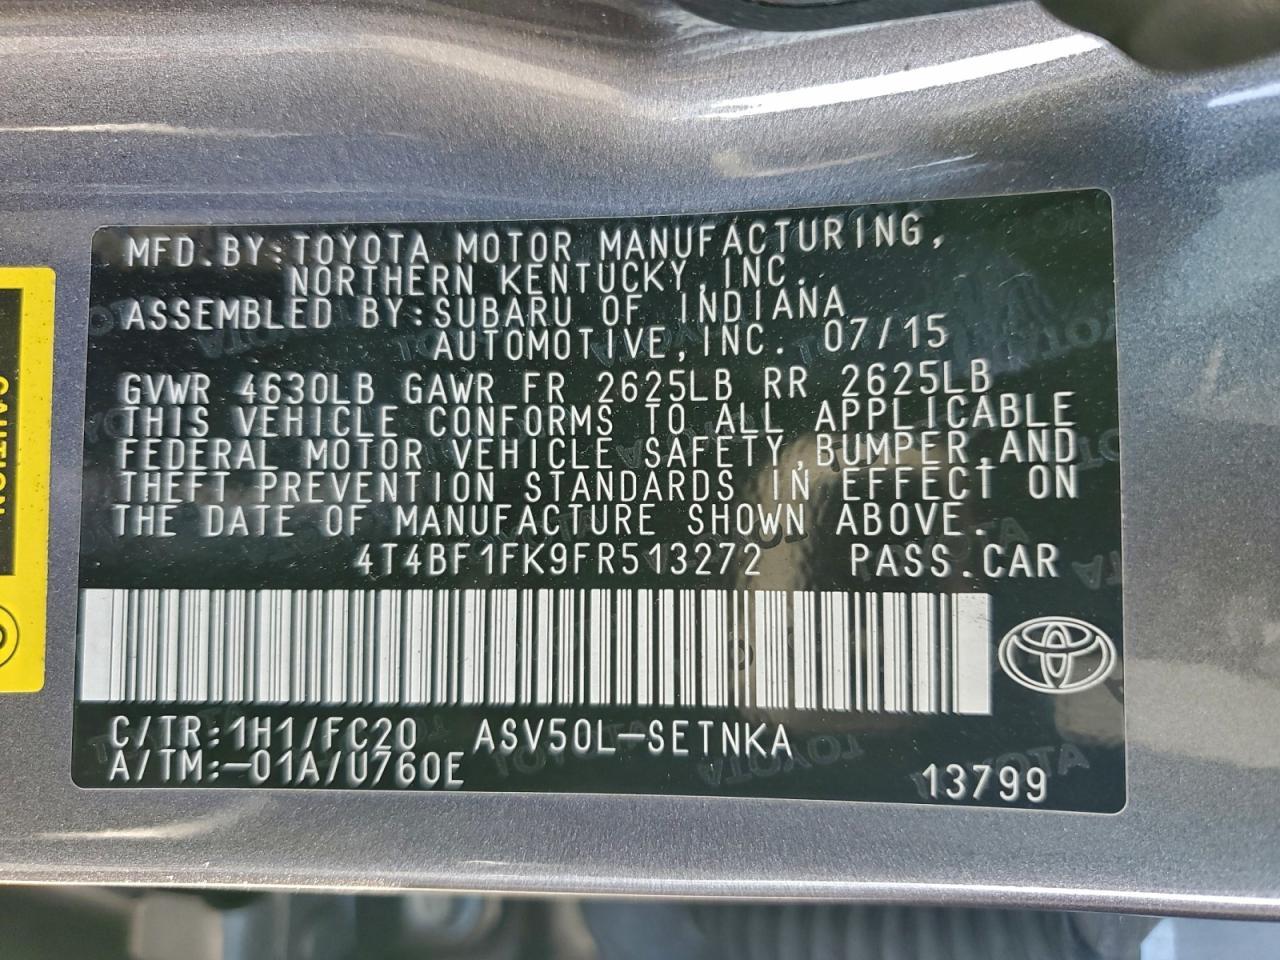 MFD.BY:TOYOTA MOTOR MANUFACTURING,
NORTHERN KENTUCKY,INC.
ASSEMBLED BY:SUBARU OF INDIANA
AUTOMOTIVE,INC. 07/15
GVWR 4630LB GAWR FR 2625LB RR 2625LB
THIS VEHICLE CONFORMS TO ALL APPLICABLE
FEDERAL MOTOR VEHICLE SAFETY,BUMPER,AND
THEFT PREVENTION STANDARDS IN EFFECT ON
THE DATE OF MANUFACTURE SHOWN ABOVE.
4T4BF1FK9FR513272 PASS.CAR
C/TR:1H1/FC20 ASV50L-SETNKA
A/TM:-01A/U760E
13799